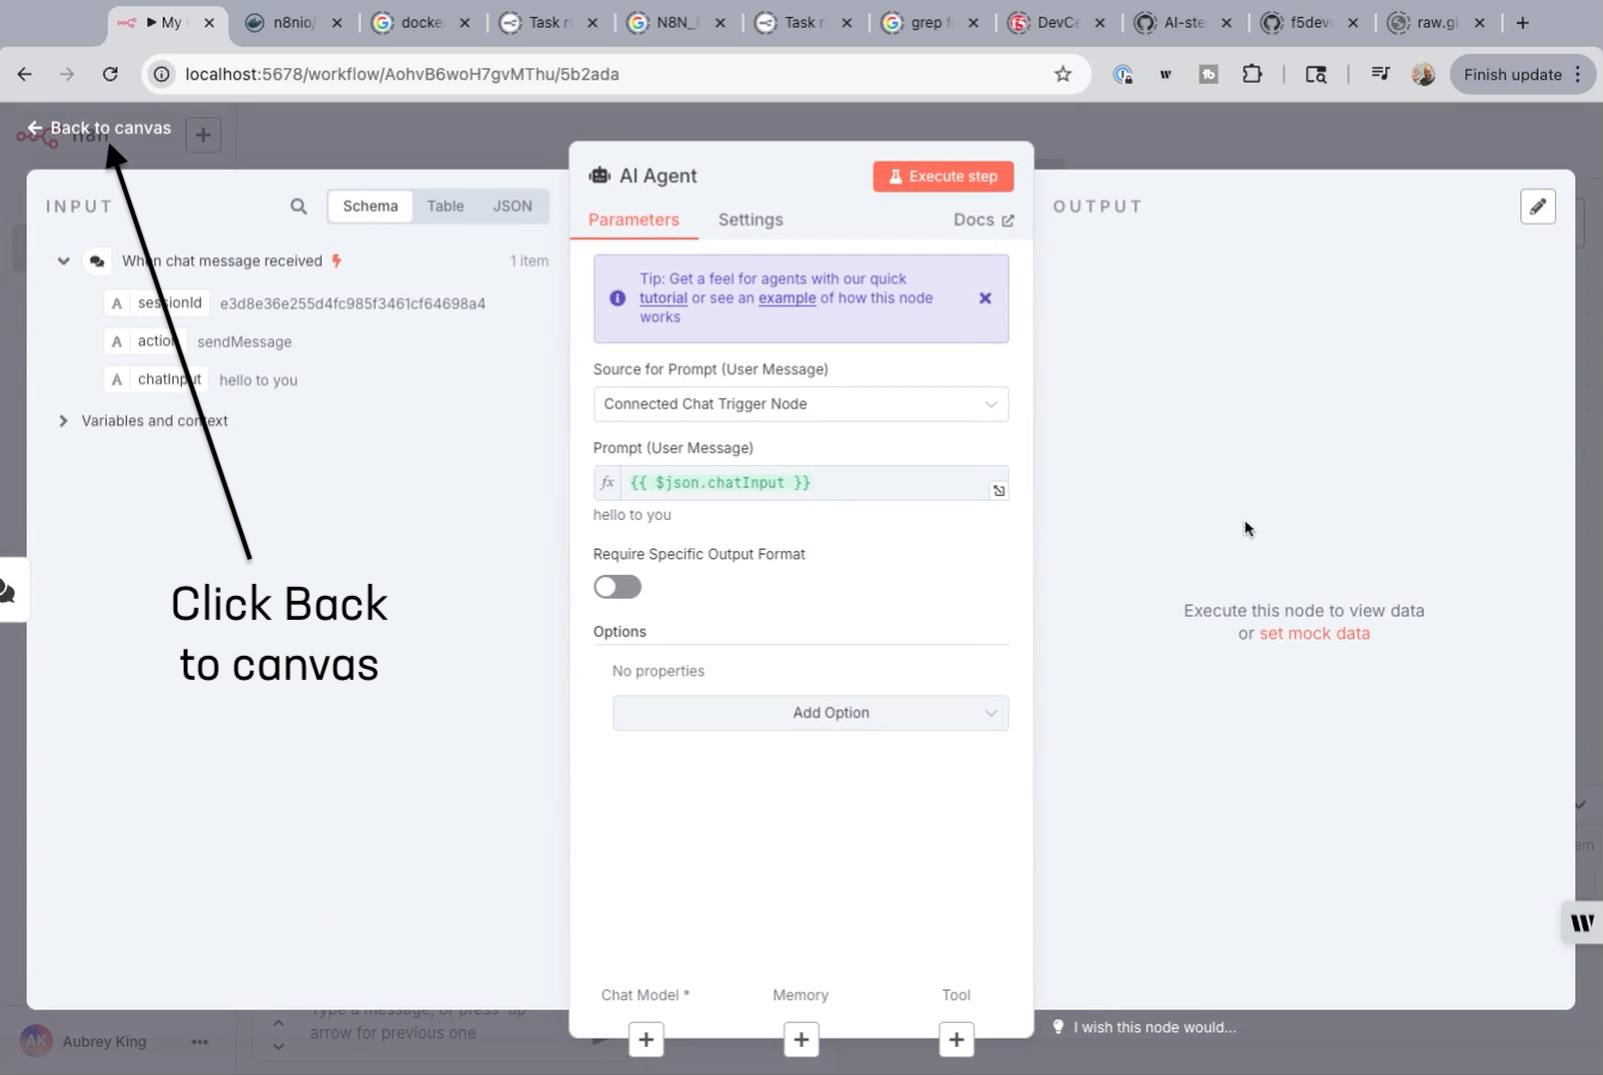 My
n8nio/
docke
Task r
N8N_
Task r
grep f
DevCe
AI-ste
f5dev
raw.gi
localhost:5678/workflow/AohvB6woH7gvMThu/5b2ada
Finish update
Back to canvas
n8n
INPUT
Schema
Table
JSON
When chat message received
1 item
A sessionId e3d8e36e255d4fc985f3461cf64698a4
A action sendMessage
A chatInput hello to you
Variables and context
Click Back
to canvas
AI Agent
Execute step
Parameters
Settings
Docs
Tip: Get a feel for agents with our quick
tutorial or see an example of how this node
works
Source for Prompt (User Message)
Connected Chat Trigger Node
Prompt (User Message)
fx {{ $json.chatInput }}
hello to you
Require Specific Output Format
Options
No properties
Add Option
Chat Model *
Memory
Tool
OUTPUT
Execute this node to view data
or set mock data
em
W
I wish this node would...
Type a message, or press 'up'
arrow for previous one
AK
Aubrey King